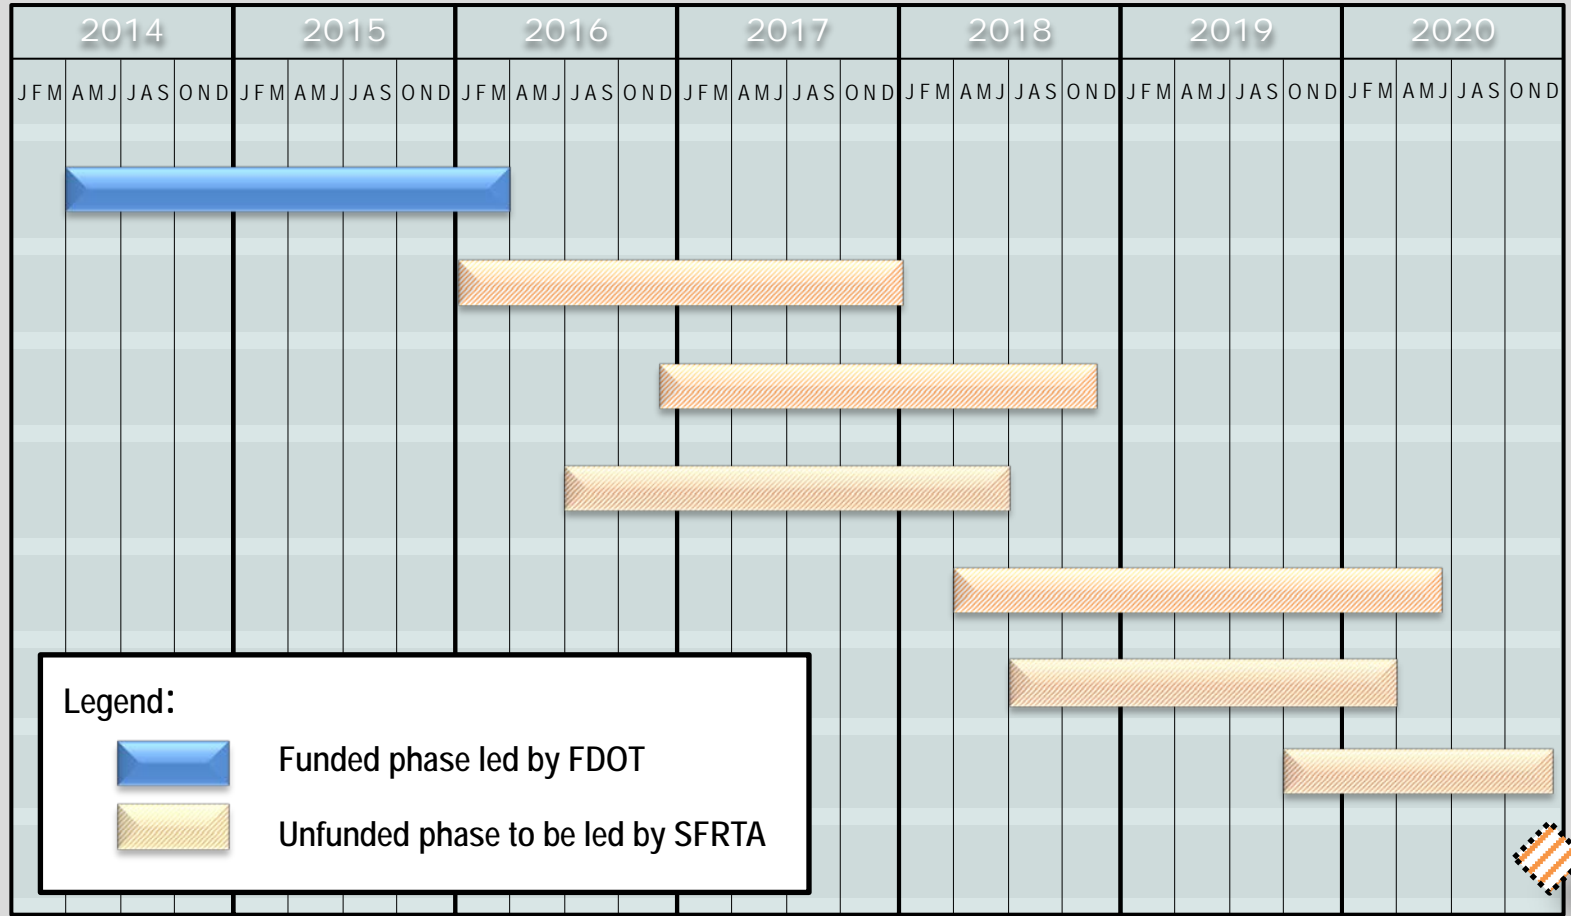 2014 2015 2016 2017 2018 2019 2020
J F M A M J J A S O N D J F M A M J J A S O N D J F M A M J J A S O N D J F M A M J J A S O N D J F M A M J J A S O N D J F M A M J J A S O N D J F M A M J J A S O N D
Legend:
Funded phase led by FDOT
Unfunded phase to be led by SFRTA